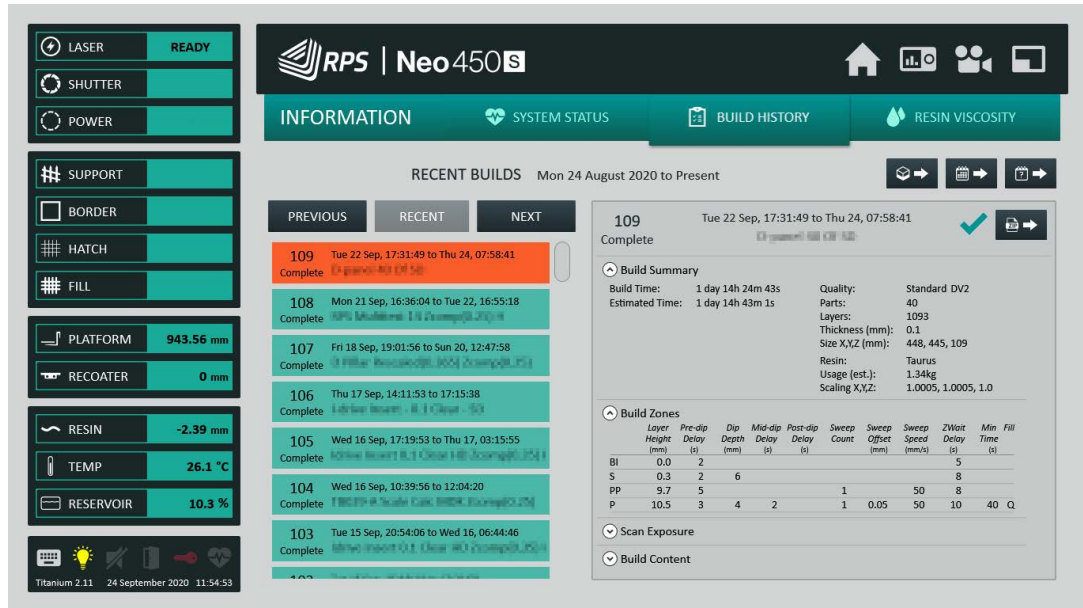 LASER READY
SHUTTER
POWER
SUPPORT
BORDER
HATCH
FILL
PLATFORM 943.56 mm
RECOATER 0 mm
RESIN -2.39 mm
TEMP 26.1 °C
RESERVOIR 10.3 %
Titanium 2.11 24 September 2020 11:54:53
RPS | Neo450S
INFORMATION SYSTEM STATUS BUILD HISTORY RESIN VISCOSITY
RECENT BUILDS Mon 24 August 2020 to Present
PREVIOUS RECENT NEXT
109 Tue 22 Sep, 17:31:49 to Thu 24, 07:58:41
Complete
108 Mon 21 Sep, 16:36:04 to Tue 22, 16:55:18
Complete
107 Fri 18 Sep, 19:01:56 to Sun 20, 12:47:58
Complete
106 Thu 17 Sep, 14:11:53 to 17:15:38
Complete
105 Wed 16 Sep, 17:19:53 to Thu 17, 03:15:55
Complete
104 Wed 16 Sep, 10:39:56 to 12:04:20
Complete
103 Tue 15 Sep, 20:54:06 to Wed 16, 06:44:46
Complete
109 Tue 22 Sep, 17:31:49 to Thu 24, 07:58:41
Complete
ZIP
Build Summary
Build Time: 1 day 14h 24m 43s Quality: Standard DV2
Estimated Time: 1 day 14h 43m 1s Parts: 40
Layers: 1093
Thickness (mm): 0.1
Size X,Y,Z (mm): 448, 445, 109
Resin: Taurus
Usage (est.): 1.34kg
Scaling X,Y,Z: 1.0005, 1.0005, 1.0
Build Zones
Layer Pre-dip Dip Mid-dip Post-dip Sweep Sweep Sweep ZWait Min Fill
Height Delay Depth Delay Delay Count Offset Speed Delay Time
(mm) (s) (mm) (s) (s) (mm) (mm/s) (s) (s)
BI 0.0 2 5
S 0.3 2 6 8
PP 9.7 5 1 50 8
P 10.5 3 4 2 1 0.05 50 10 40 Q
Scan Exposure
Build Content